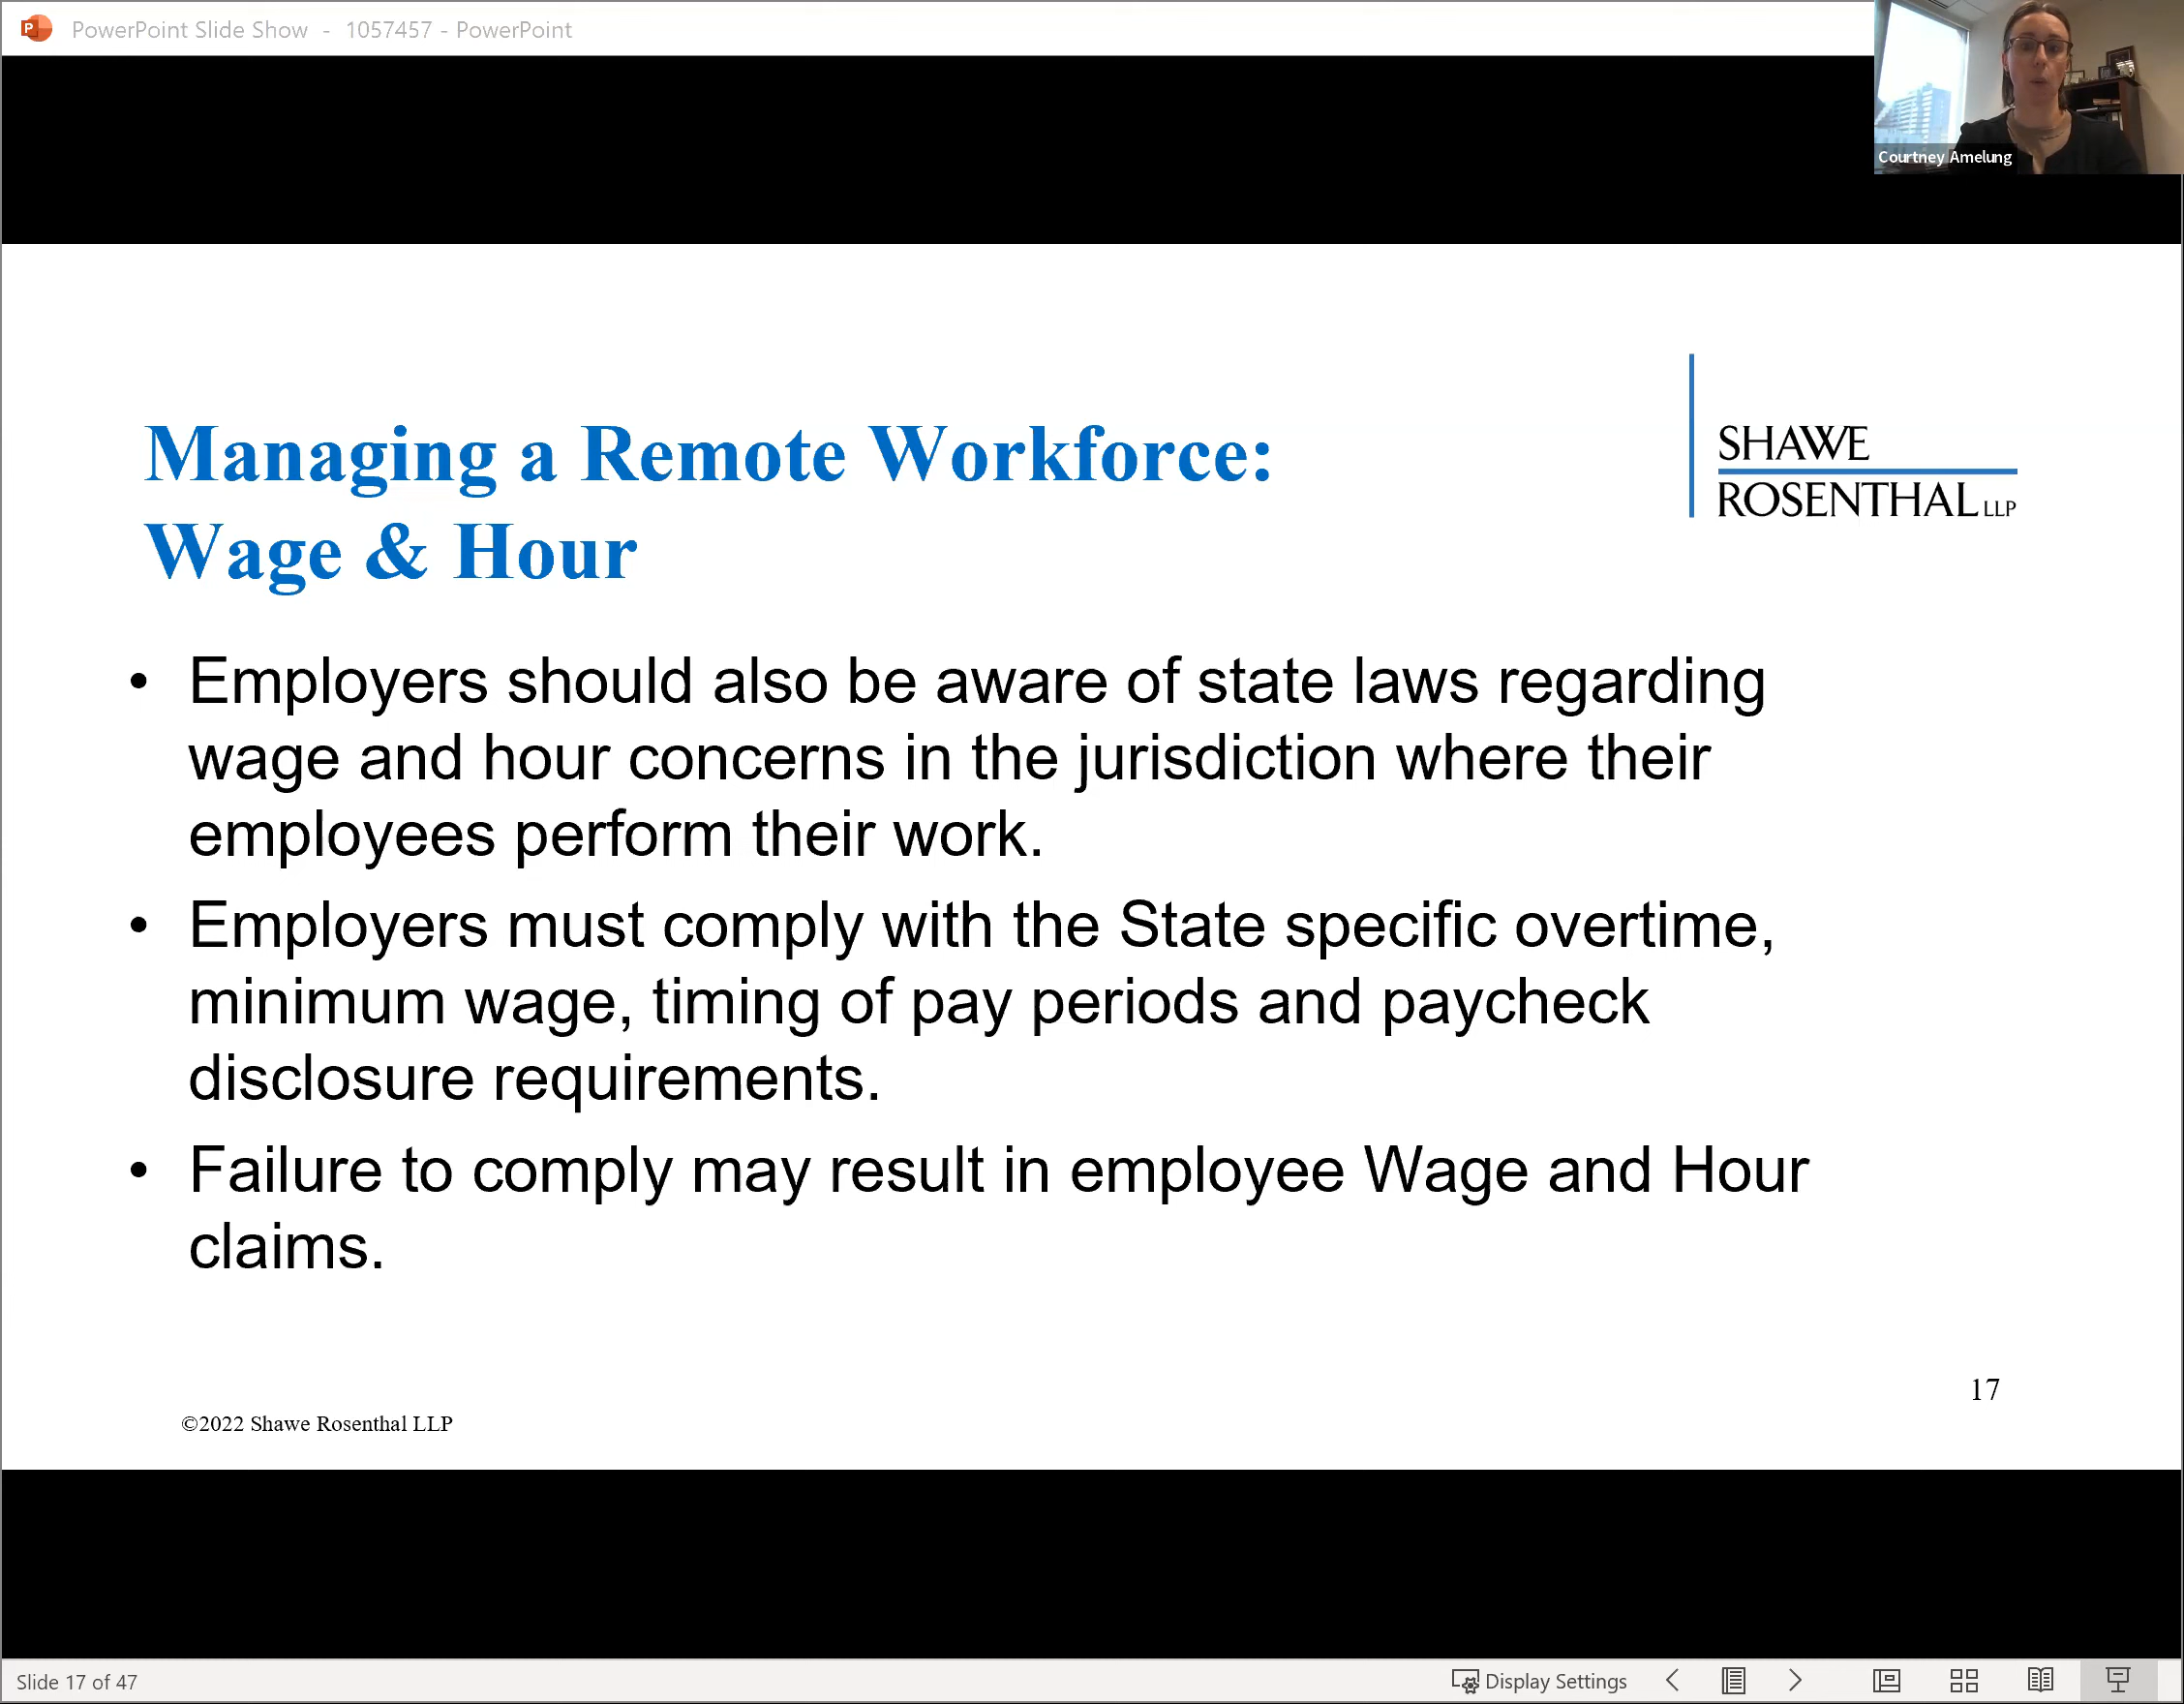 PowerPoint Slide Show - 1057457 - PowerPoint
Courtney Amelung
Managing a Remote Workforce:
Wage & Hour
SHAWE
ROSENTHAL LLP
• Employers should also be aware of state laws regarding
wage and hour concerns in the jurisdiction where their
employees perform their work.
• Employers must comply with the State specific overtime,
minimum wage, timing of pay periods and paycheck
disclosure requirements.
• Failure to comply may result in employee Wage and Hour
claims.
17
©2022 Shawe Rosenthal LLP
Slide 17 of 47
Display Settings